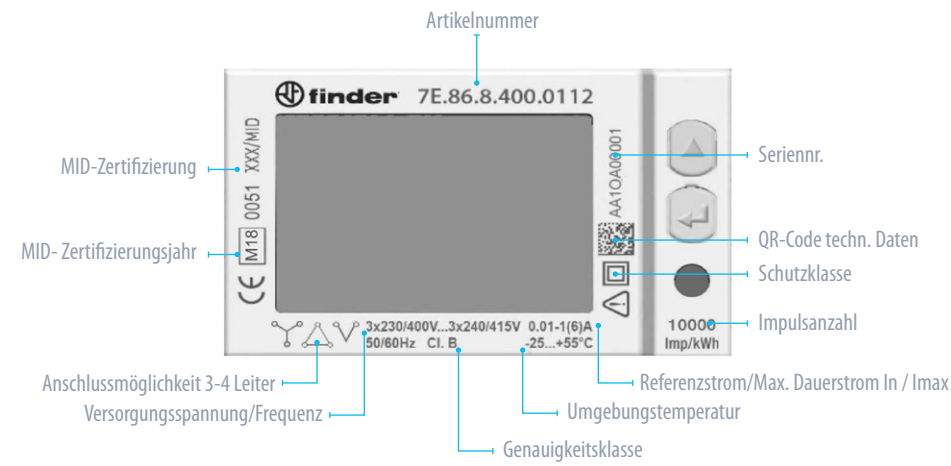 Artikelnummer
finder 7E.86.8.400.0112
MID-Zertifizierung
XXX/MID
0051
M18
CE
MID- Zertifizierungsjahr
AA1OA00001
Seriennr.
QR-Code techn. Daten
Schutzklasse
3x230/400V...3x240/415V 0.01-1(6)A
50/60Hz Cl. B -25...+55°C
10000
Imp/kWh
Impulsanzahl
Anschlussmöglichkeit 3-4 Leiter
Referenzstrom/Max. Dauerstrom In / Imax
Versorgungsspannung/Frequenz
Umgebungstemperatur
Genauigkeitsklasse